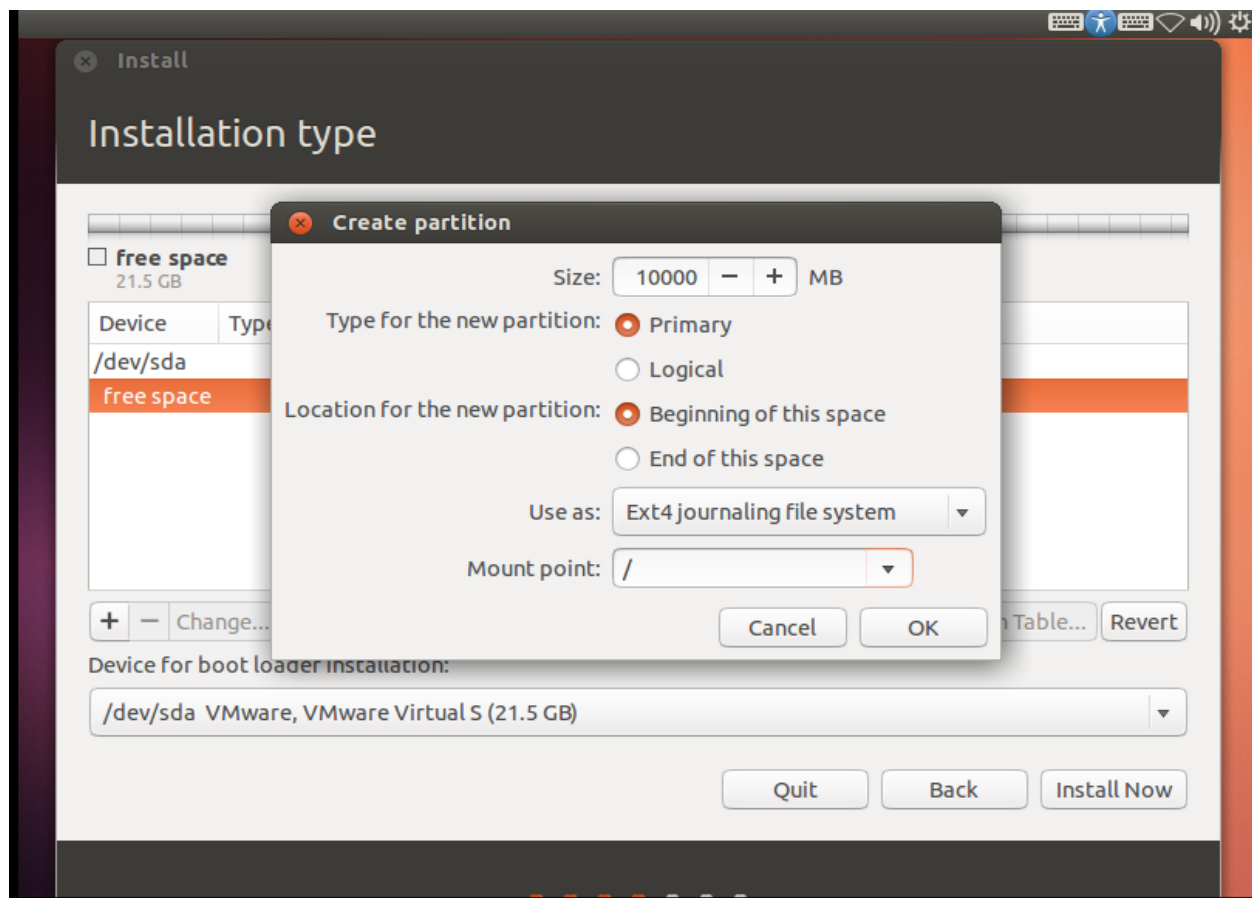 Install
Installation type
Create partition
Size: 10000 − + MB
Type for the new partition: Primary
Logical
Location for the new partition: Beginning of this space
End of this space
Use as: Ext4 journaling file system
Mount point: /
Cancel OK
free space
21.5 GB
Device Type
/dev/sda
free space
+ − Change... Table... Revert
Device for boot loader installation:
/dev/sda VMware, VMware Virtual S (21.5 GB)
Quit Back Install Now